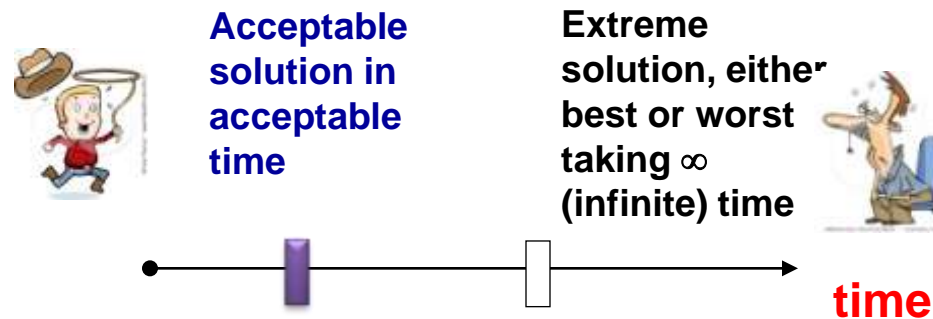 Acceptable
solution in
acceptable
time
Extreme
solution, either
best or worst
taking ∞
(infinite) time
time